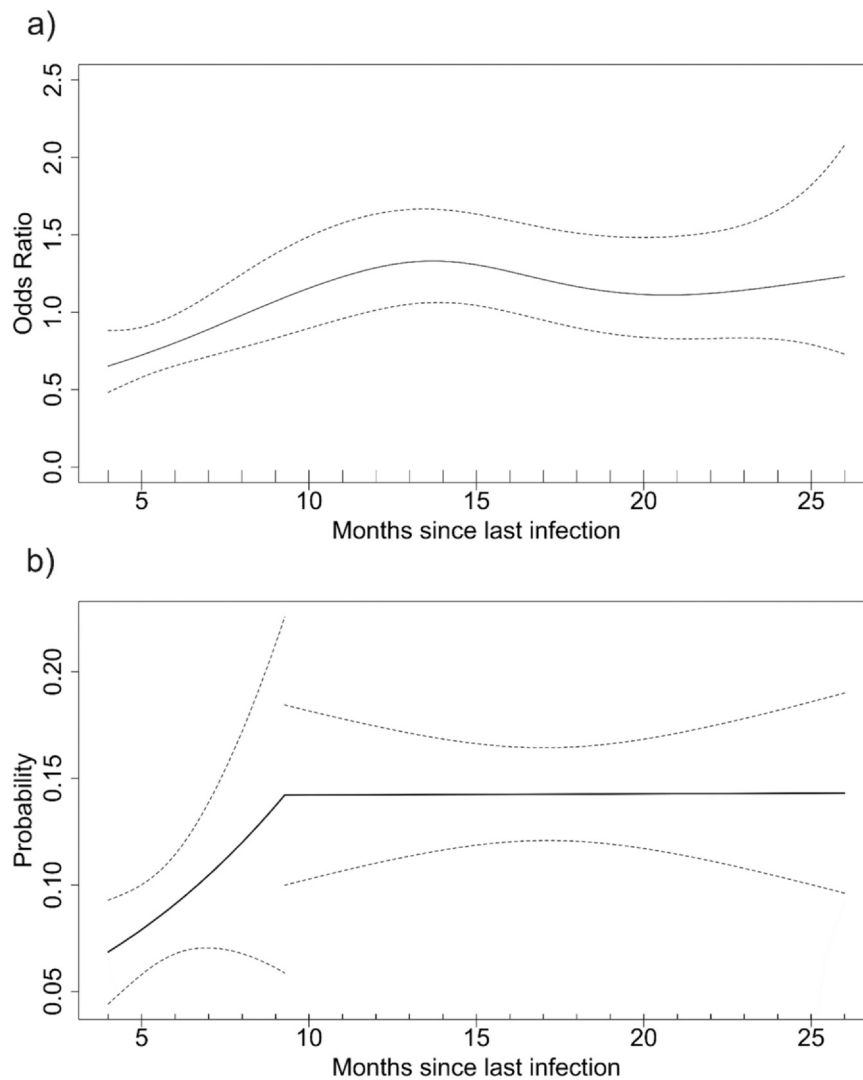 a)
2.5
2.0
1.5
1.0
0.5
0.0
Odds Ratio
5 10 15 20 25
Months since last infection
b)
0.20
0.15
0.10
0.05
Probability
5 10 15 20 25
Months since last infection